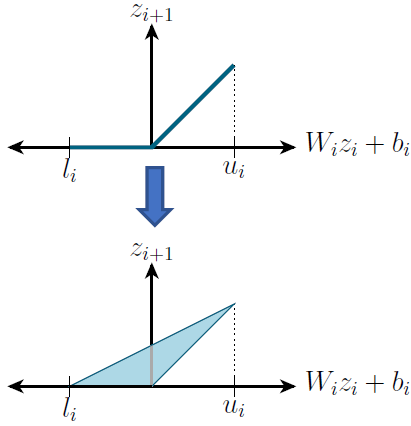 z_{i+1}
W_i z_i + b_i
l_i u_i
z_{i+1}
W_i z_i + b_i
l_i u_i